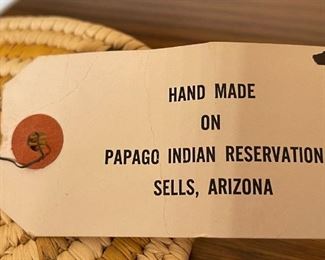 HAND MADE
ON
PAPAGO INDIAN RESERVATION
SELLS, ARIZONA